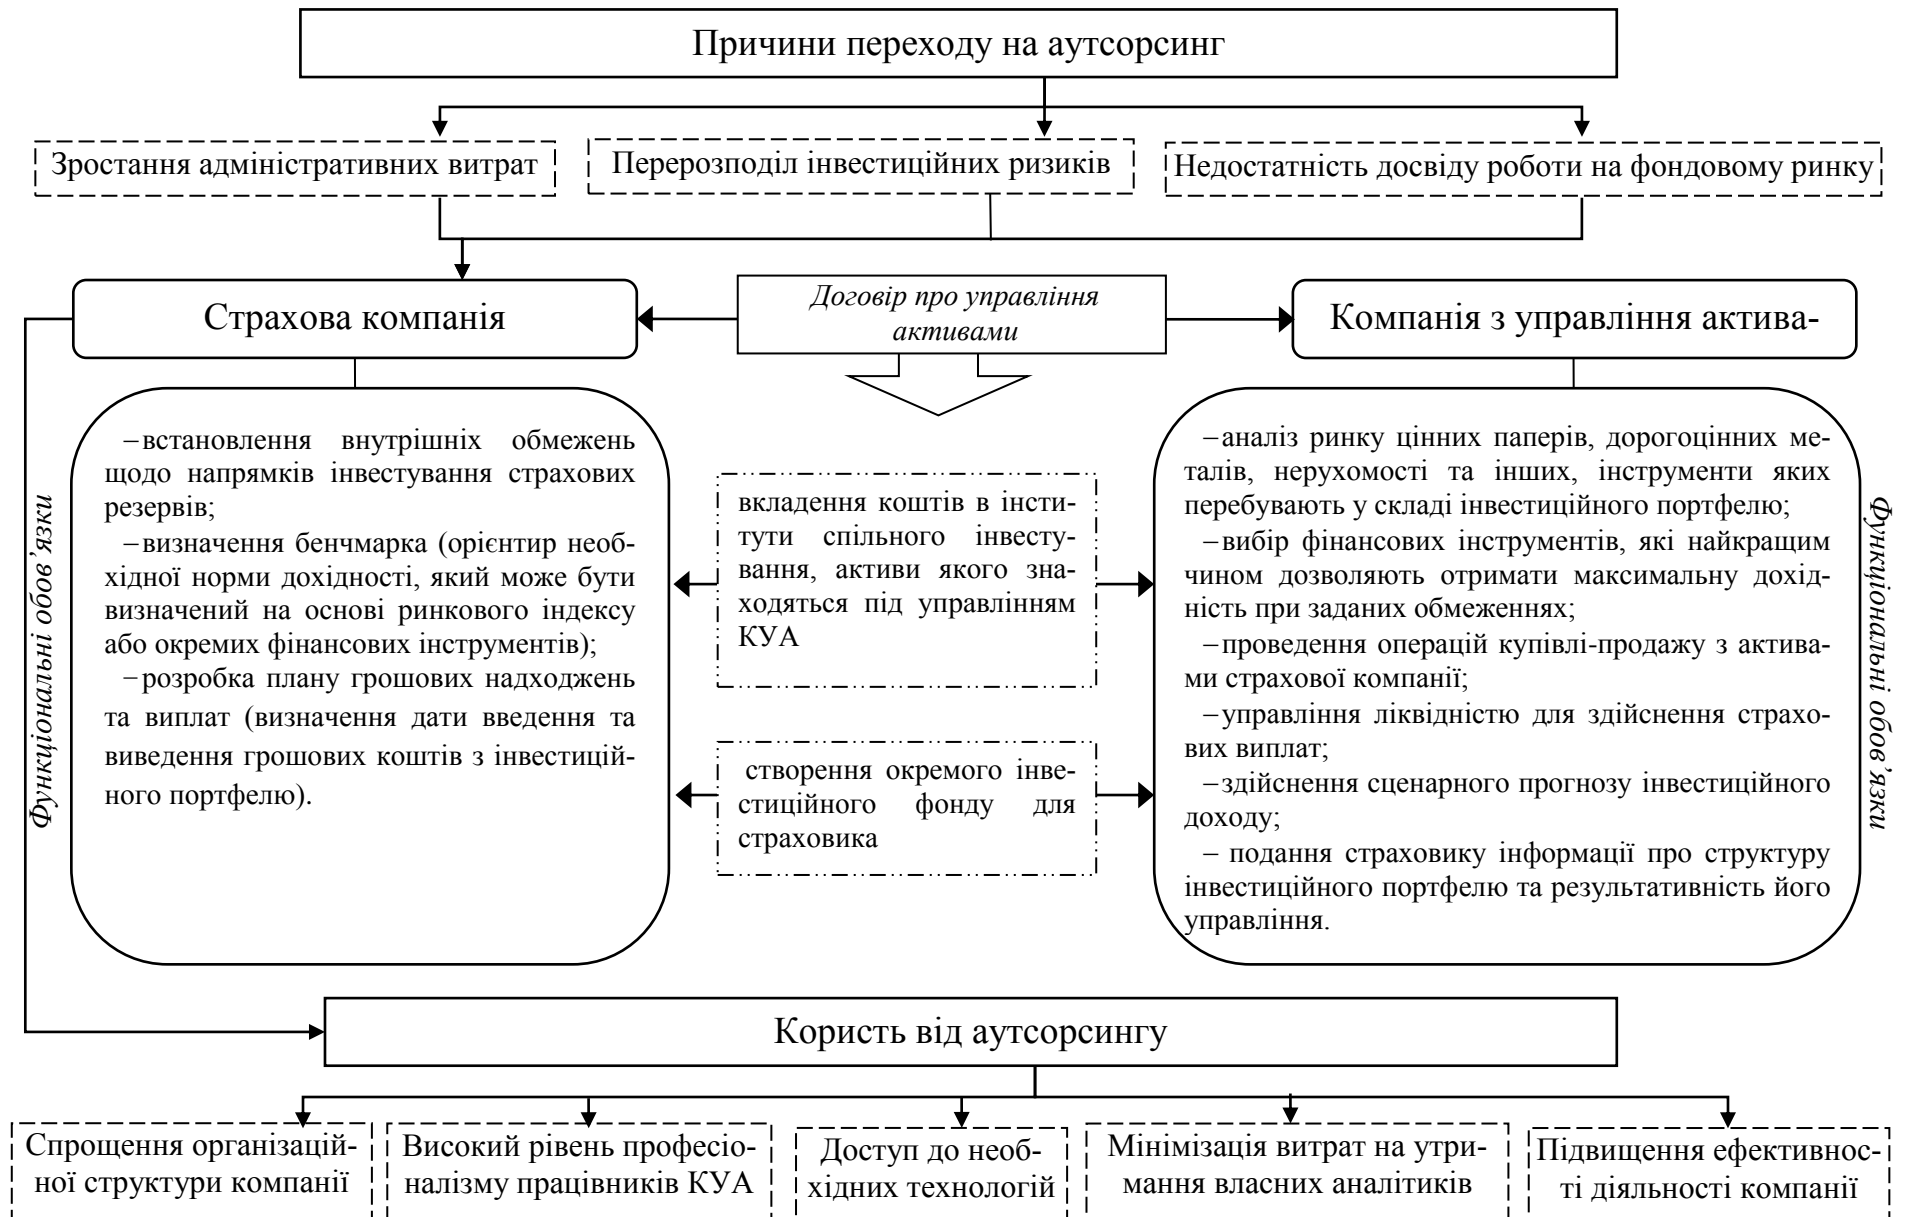 Причини переходу на аутсорсинг
Зростання адміністративних витрат
Перерозподіл інвестиційних ризиків
Недостатність досвіду роботи на фондовому ринку
Страхова компанія
Договір про управління
активами
Компанія з управління актива-
Функціональні обов’язки
–встановлення внутрішніх обмежень
щодо напрямків інвестування страхових
резервів;
–визначення бенчмарка (орієнтир необ-
хідної норми дохідності, який може бути
визначений на основі ринкового індексу
або окремих фінансових інструментів);
–розробка плану грошових надходжень
та виплат (визначення дати введення та
виведення грошових коштів з інвестицій-
ного портфелю).
вкладення коштів в інсти-
тути спільного інвесту-
вання, активи якого зна-
ходяться під управлінням
КУА
створення окремого інве-
стиційного фонду для
страховика
–аналіз ринку цінних паперів, дорогоцінних ме-
талів, нерухомості та інших, інструменти яких
перебувають у складі інвестиційного портфелю;
–вибір фінансових інструментів, які найкращим
чином дозволяють отримати максимальну дохід-
ність при заданих обмеженнях;
–проведення операцій купівлі-продажу з актива-
ми страхової компанії;
–управління ліквідністю для здійснення страхо-
вих виплат;
–здійснення сценарного прогнозу інвестиційного
доходу;
– подання страховику інформації про структуру
інвестиційного портфелю та результативність його
управління.
Функціональні обов’язки
Користь від аутсорсингу
Спрощення організацій-
ної структури компанії
Високий рівень професіо-
налізму працівників КУА
Доступ до необ-
хідних технологій
Мінімізація витрат на утри-
мання власних аналітиків
Підвищення ефективнос-
ті діяльності компанії